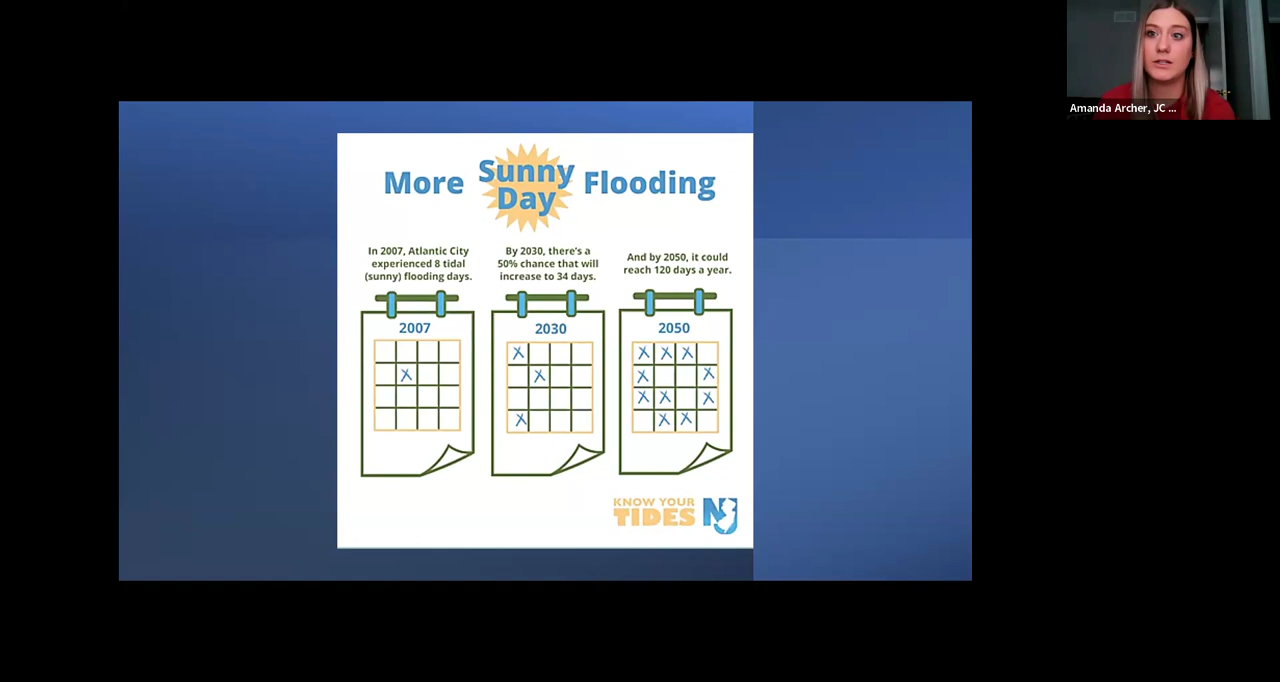 Amanda Archer, JC ...
More Sunny Day Flooding
In 2007, Atlantic City
experienced 8 tidal
(sunny) flooding days.
By 2030, there's a
50% chance that will
increase to 34 days.
And by 2050, it could
reach 120 days a year.
2007
2030
2050
KNOW YOUR
TIDES
NJ